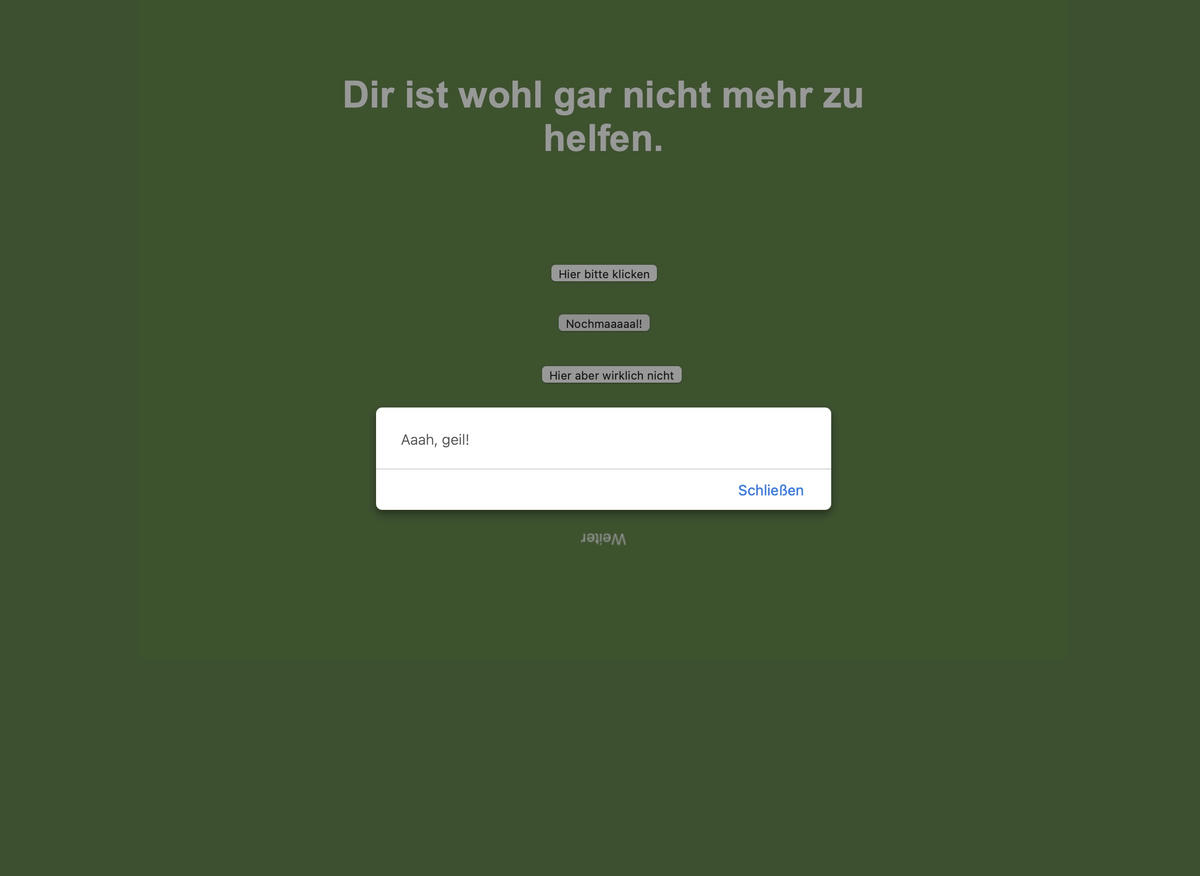 Dir ist wohl gar nicht mehr zu
helfen.
Hier bitte klicken
Nochmaaaaal!
Hier aber wirklich nicht
Aaah, geil!
Schließen
Weiter